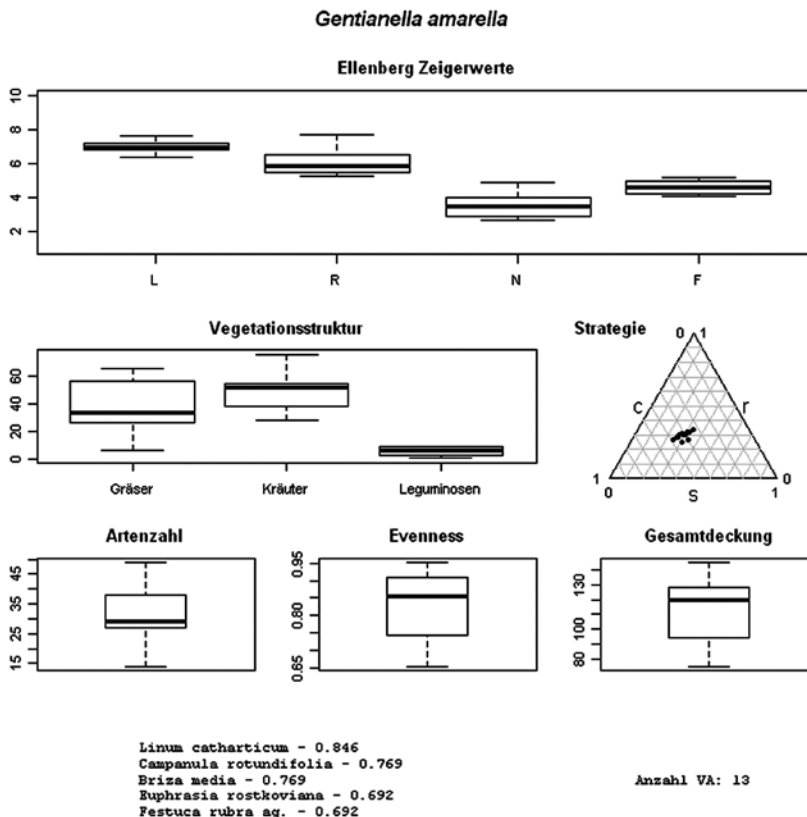 Gentianella amarella
Ellenberg Zeigerwerte
10
8
6
4
2
L R N F
Vegetationsstruktur
60
40
20
0
Gräser Kräuter Leguminosen
Strategie
0 1
c r
1 0
0 s 1
Artenzahl
45
35
25
15
Evenness
0.95
0.80
0.65
Gesamtdeckung
130
100
80
Linum catharticum - 0.846
Campanula rotundifolia - 0.769
Briza media - 0.769
Euphrasia rostkoviana - 0.692
Festuca rubra ag. - 0.692
Anzahl VA: 13